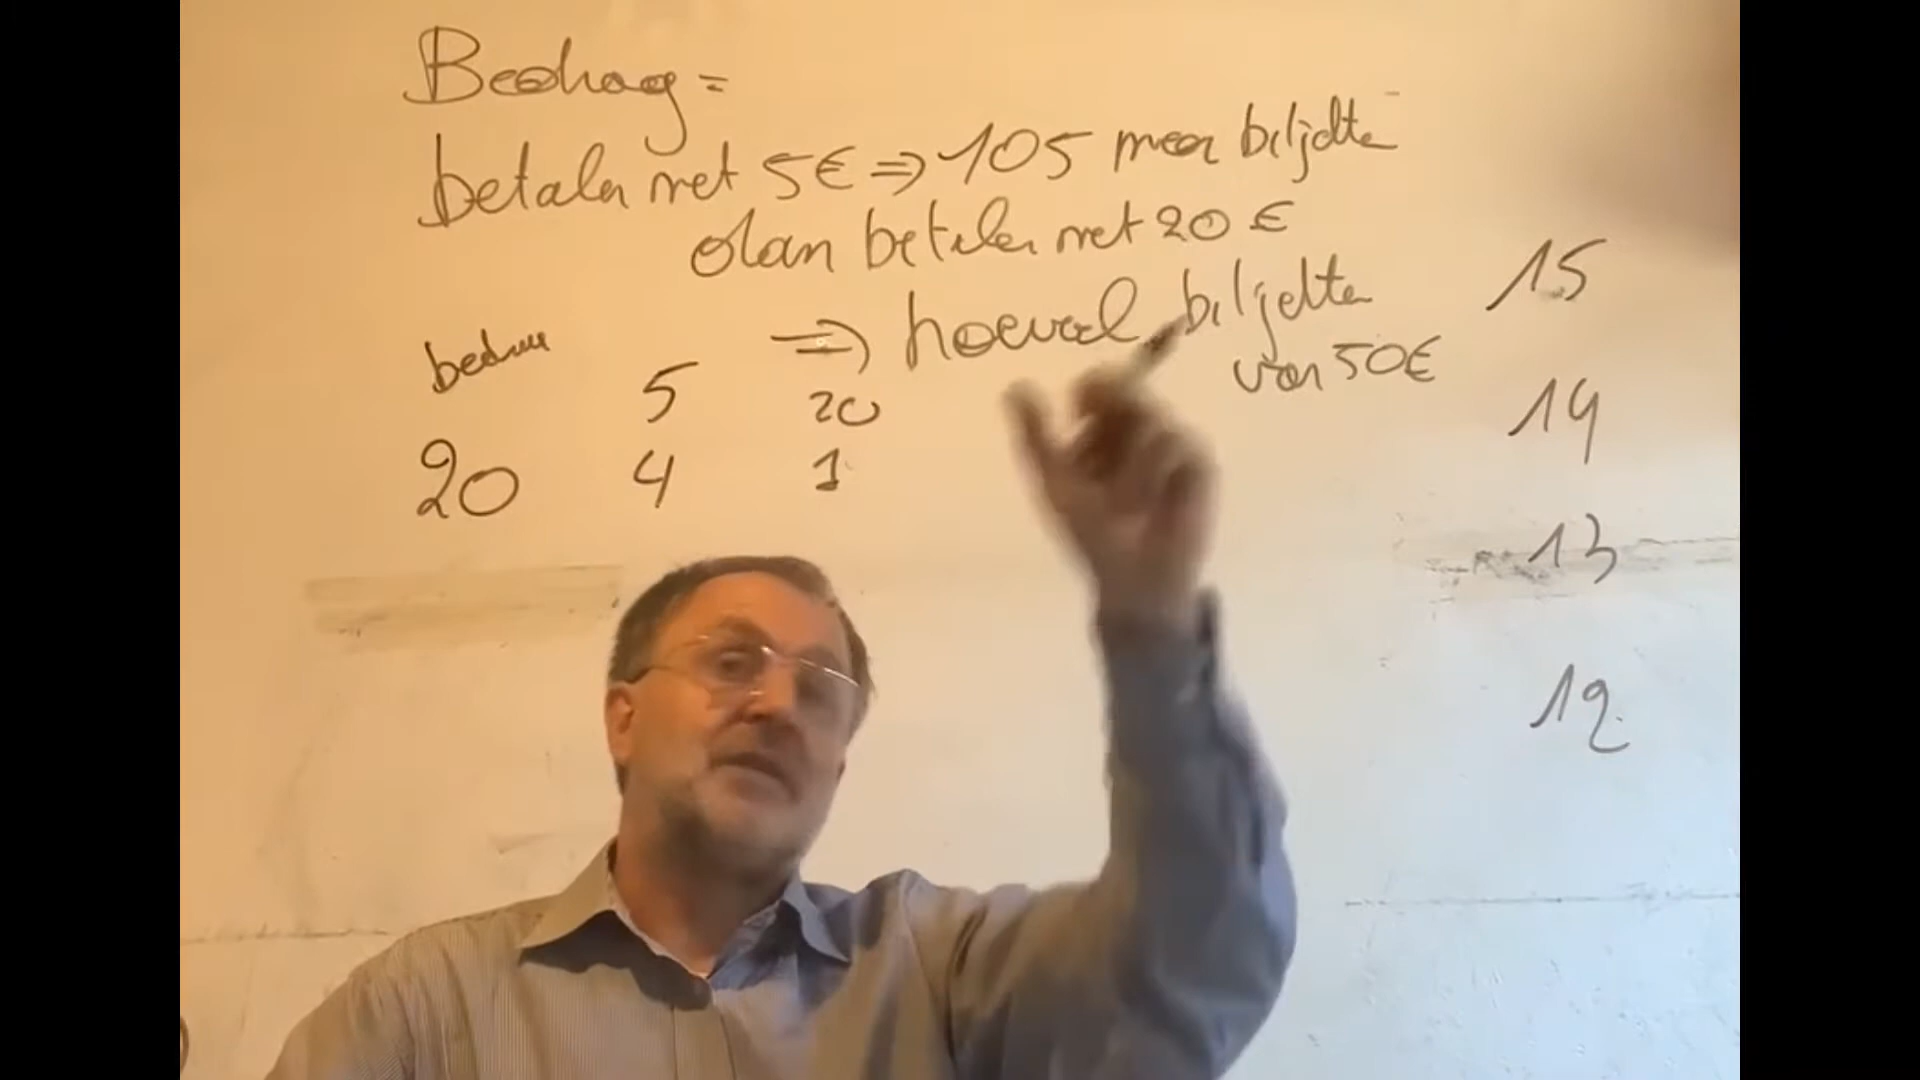 Bedrag =
betalen met 5€ => 105 meer biljetten
dan betalen met 20 €
=> hoeveel biljetten
van 50€
5 20
20 4 1
15
14
13
12